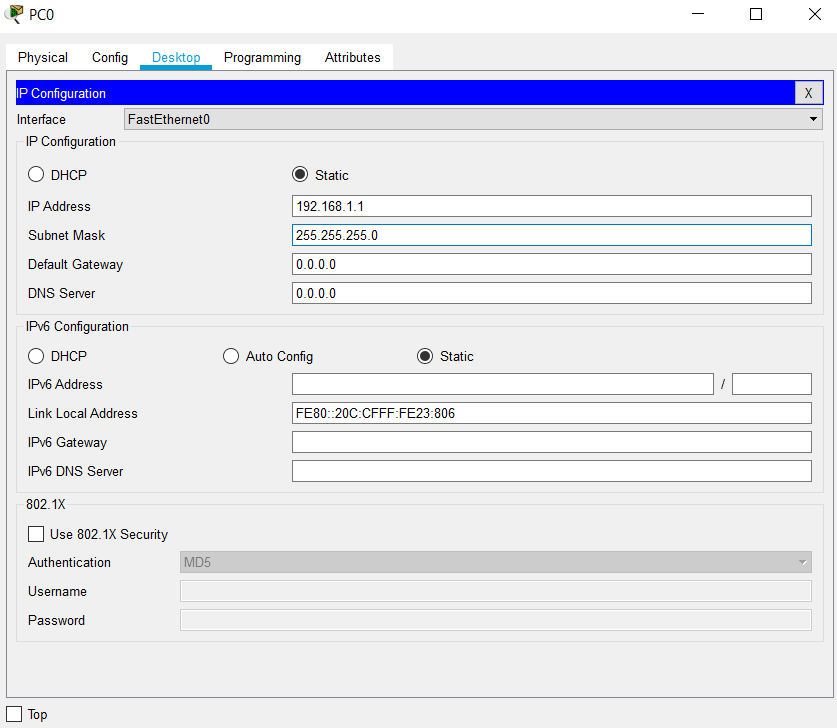 PC0
Physical Config Desktop Programming Attributes
IP Configuration X
Interface FastEthernet0
IP Configuration
DHCP Static
IP Address 192.168.1.1
Subnet Mask 255.255.255.0
Default Gateway 0.0.0.0
DNS Server 0.0.0.0
IPv6 Configuration
DHCP Auto Config Static
IPv6 Address /
Link Local Address FE80::20C:CFFF:FE23:806
IPv6 Gateway
IPv6 DNS Server
802.1X
Use 802.1X Security
Authentication MD5
Username
Password
Top